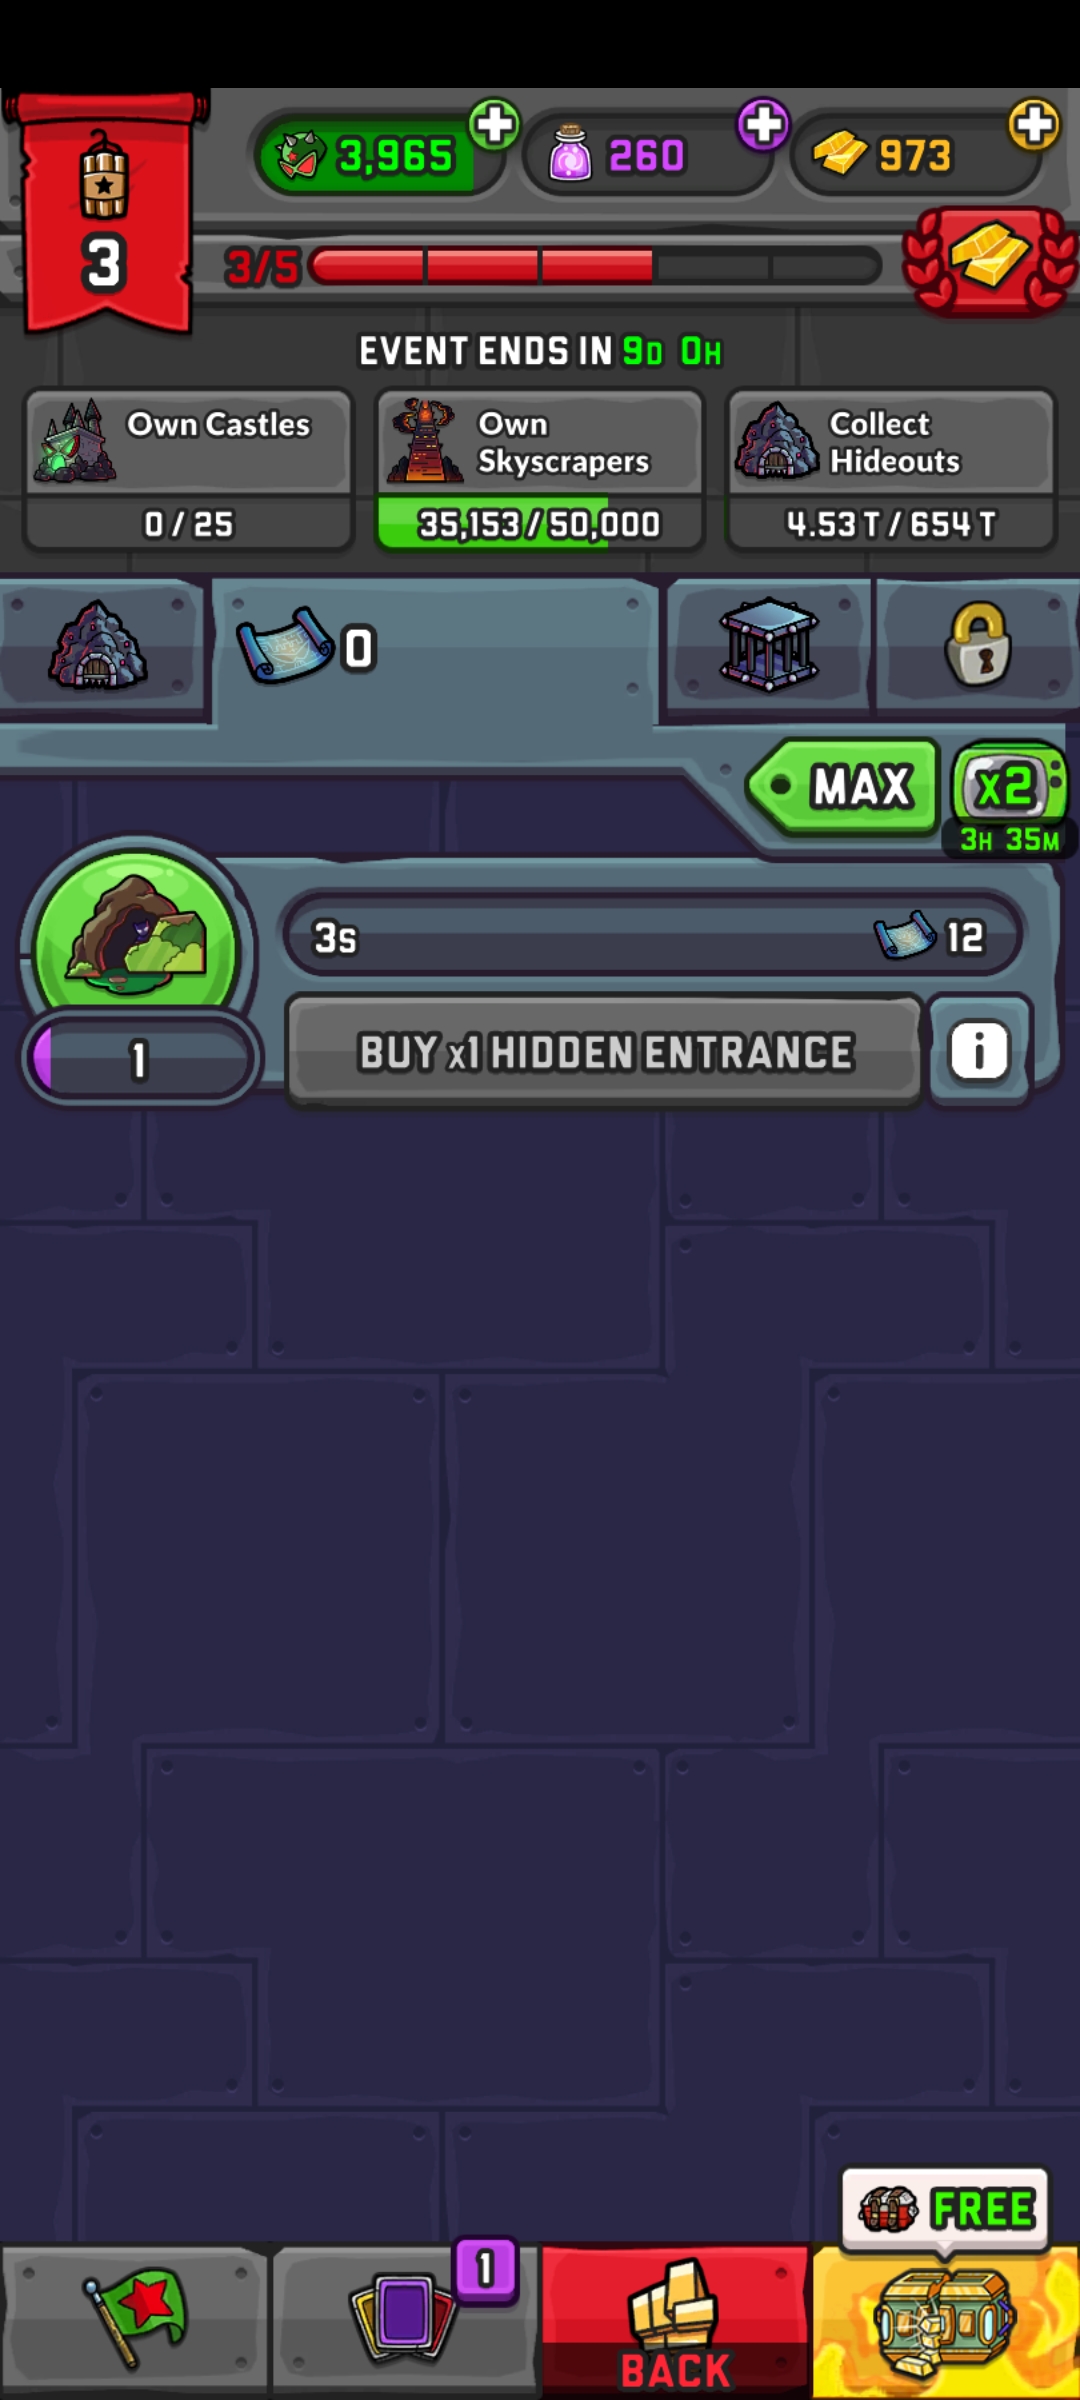 3,965
260
973
3
3/5
EVENT ENDS IN 9D 0H
Own Castles
0 / 25
Own
Skyscrapers
35,153 / 50,000
Collect
Hideouts
4.53 T / 654 T
0
MAX
x2
3H 35M
3s
12
1
BUY x1 HIDDEN ENTRANCE
i
FREE
1
BACK